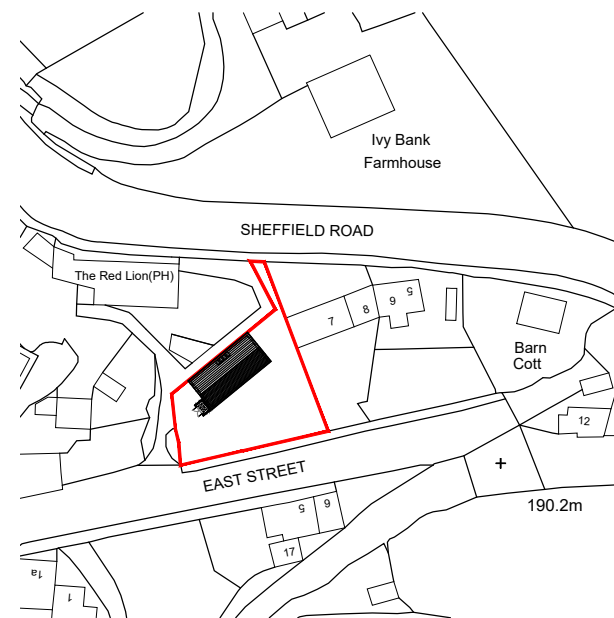 Ivy Bank
Farmhouse
SHEFFIELD ROAD
The Red Lion(PH)
7
8
9
5
Barn
Cott
12
EAST STREET
190.2m
5
6
17
1a
1